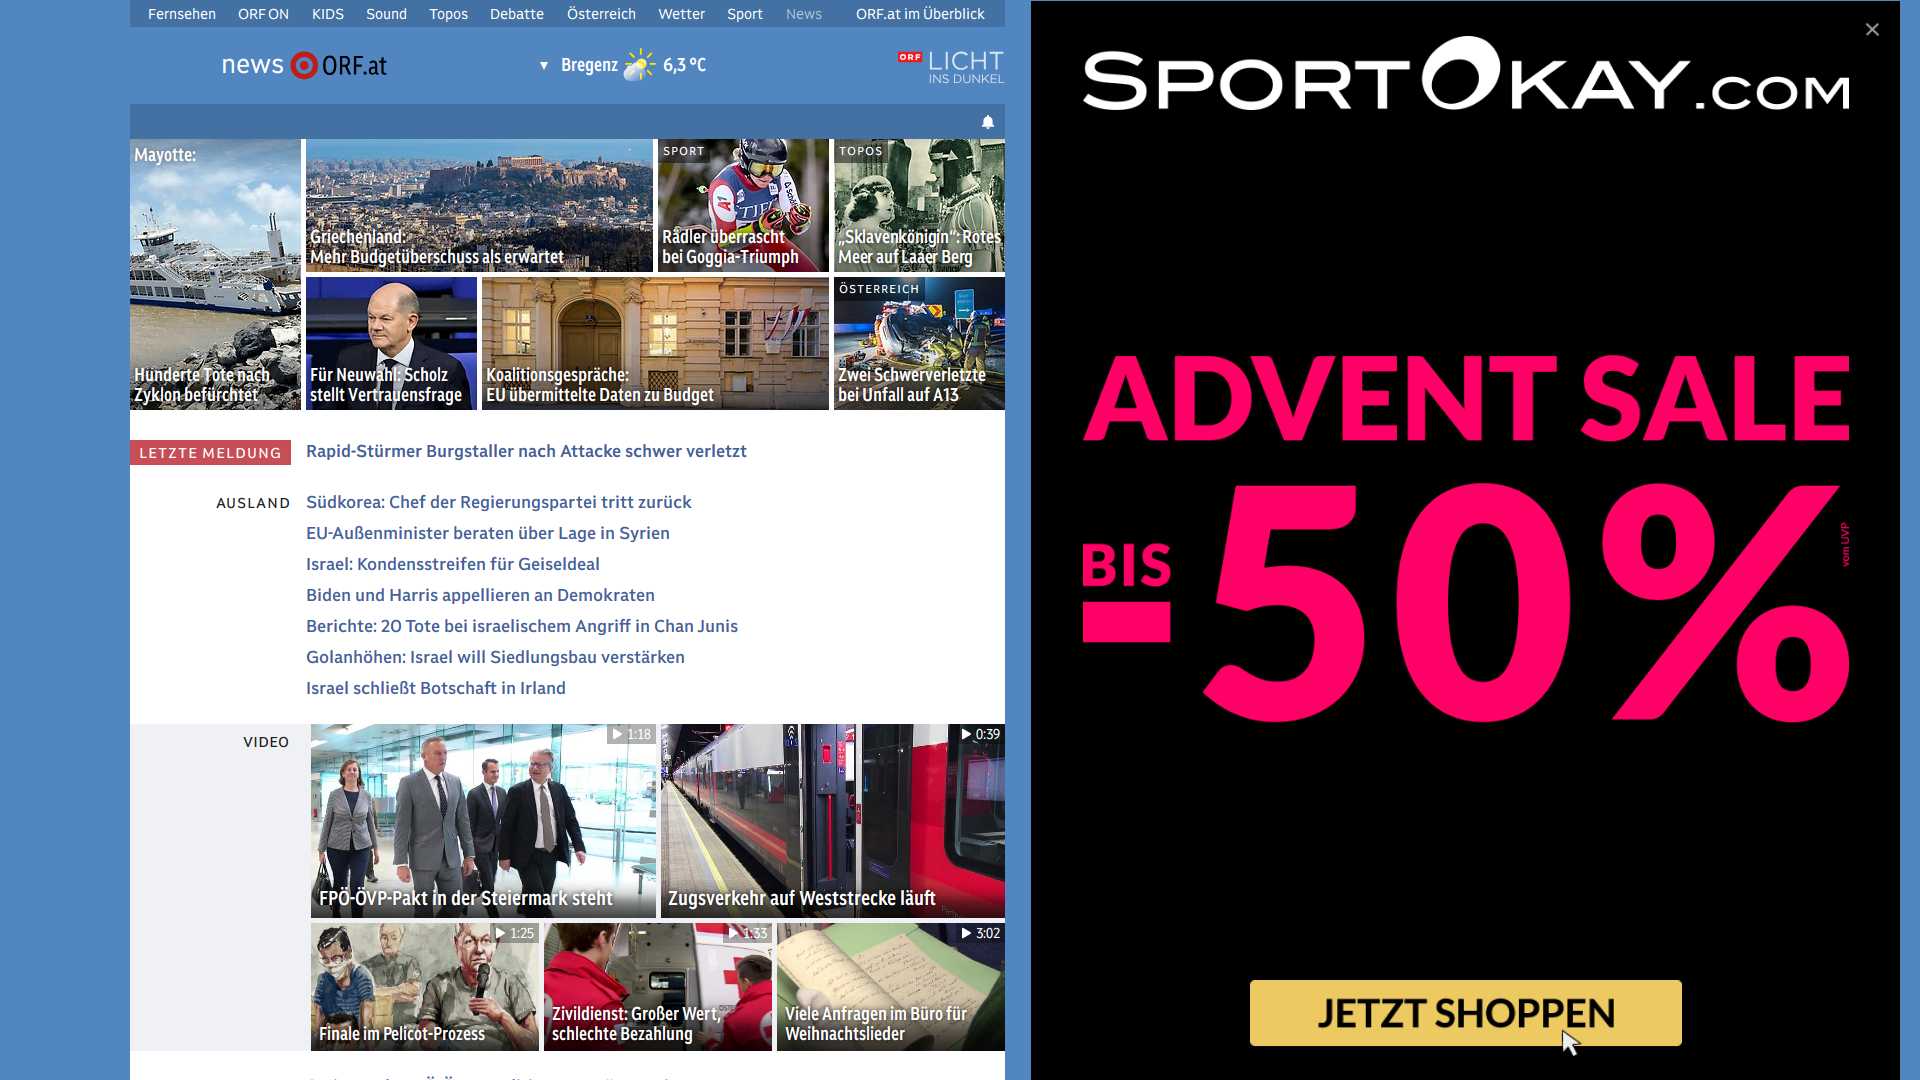 Fernsehen ORF ON KIDS Sound Topos Debatte Österreich Wetter Sport News ORF.at im Überblick
news ORF.at
▼ Bregenz 6,3 °C
ORF LICHT
INS DUNKEL
Mayotte:
Hunderte Tote nach
Zyklon befürchtet
Griechenland:
Mehr Budgetüberschuss als erwartet
SPORT
Rädler überrascht
bei Goggia-Triumph
TOPOS
„Sklavenkönigin“: Rotes
Meer auf Laaer Berg
Für Neuwahl: Scholz
stellt Vertrauensfrage
Koalitionsgespräche:
EU übermittelte Daten zu Budget
ÖSTERREICH
Zwei Schwerverletzte
bei Unfall auf A13
LETZTE MELDUNG
Rapid-Stürmer Burgstaller nach Attacke schwer verletzt
AUSLAND
Südkorea: Chef der Regierungspartei tritt zurück
EU-Außenminister beraten über Lage in Syrien
Israel: Kondensstreifen für Geiseldeal
Biden und Harris appellieren an Demokraten
Berichte: 20 Tote bei israelischem Angriff in Chan Junis
Golanhöhen: Israel will Siedlungsbau verstärken
Israel schließt Botschaft in Irland
VIDEO
1:18
FPÖ-ÖVP-Pakt in der Steiermark steht
0:39
Zugsverkehr auf Weststrecke läuft
1:25
Finale im Pelicot-Prozess
1:33
Zivildienst: Großer Wert,
schlechte Bezahlung
3:02
Viele Anfragen im Büro für
Weihnachtslieder
SPORTOKAY.COM
ADVENT SALE
BIS
-50%
vom UVP
JETZT SHOPPEN